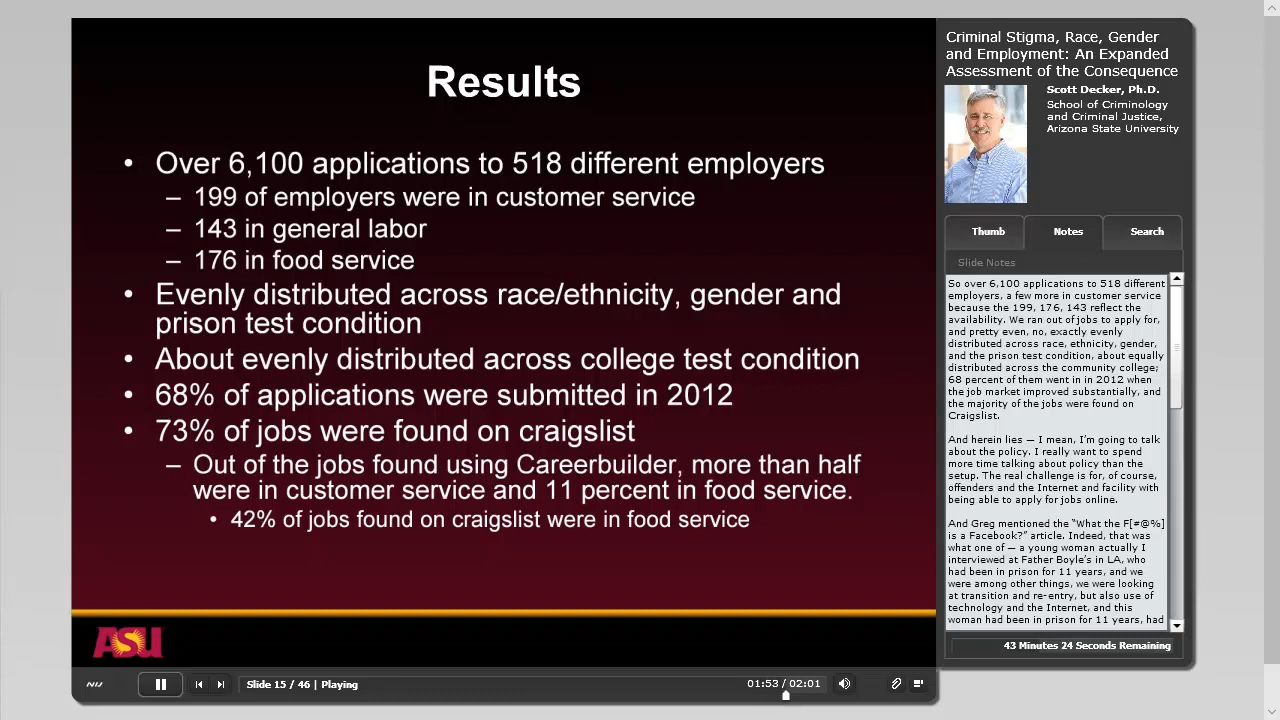 Results
• Over 6,100 applications to 518 different employers
– 199 of employers were in customer service
– 143 in general labor
– 176 in food service
• Evenly distributed across race/ethnicity, gender and
prison test condition
• About evenly distributed across college test condition
• 68% of applications were submitted in 2012
• 73% of jobs were found on craigslist
– Out of the jobs found using Careerbuilder, more than half
were in customer service and 11 percent in food service.
• 42% of jobs found on craigslist were in food service
ASU
Slide 15 / 46 | Playing
01:53 / 02:01
Criminal Stigma, Race, Gender
and Employment: An Expanded
Assessment of the Consequence
Scott Decker, Ph.D.
School of Criminology
and Criminal Justice,
Arizona State University
Thumb
Notes
Search
Slide Notes
So over 6,100 applications to 518 different
employers, a few more in customer service
because the 199, 176, 143 reflect the
availability. We ran out of jobs to apply for,
and pretty even, no, exactly evenly
distributed across race, ethnicity, gender,
and the prison test condition, about equally
distributed across the community college;
68 percent of them went in in 2012 when
the job market improved substantially, and
the majority of the jobs were found on
Craigslist.
And herein lies — I mean, I'm going to talk
about the policy. I really want to spend
more time talking about policy than the
setup. The real challenge is for, of course,
offenders and the Internet and facility with
being able to apply for jobs online.
And Greg mentioned the "What the F[#@%]
is a Facebook?" article. Indeed, that was
what one of — a young woman actually I
interviewed at Father Boyle's in LA, who
had been in prison for 11 years, and we
were among other things, we were looking
at transition and re-entry, but also use of
technology and the Internet, and this
woman had been in prison for 11 years, had
43 Minutes 24 Seconds Remaining